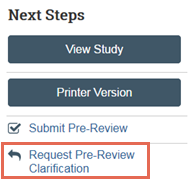 Next Steps
View Study
Printer Version
Submit Pre-Review
Request Pre-Review
Clarification